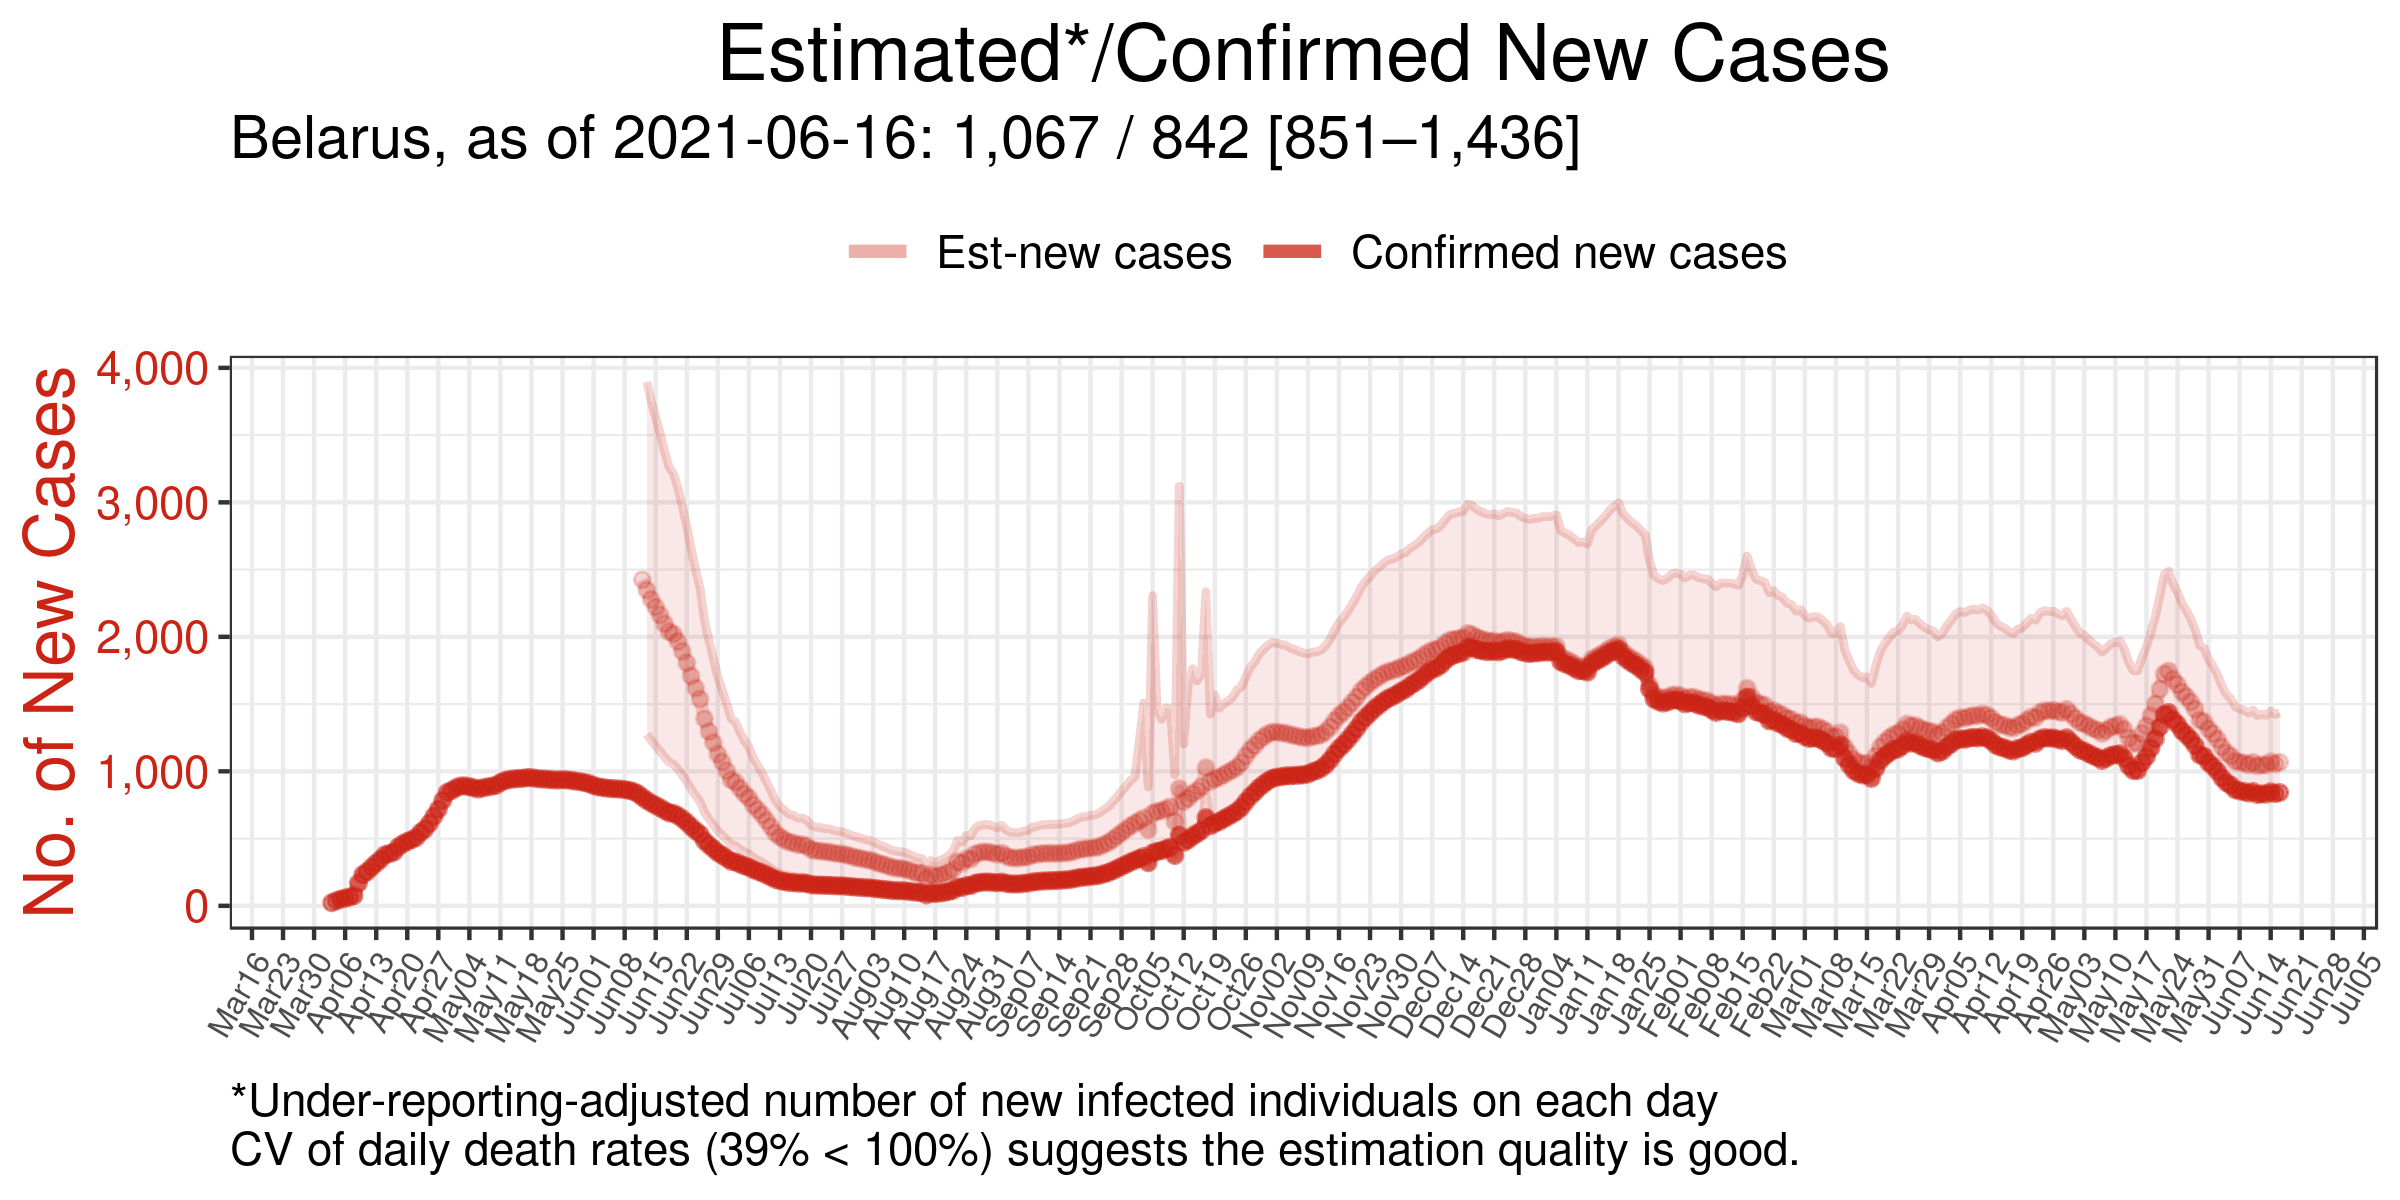 Estimated*/Confirmed New Cases
Belarus, as of 2021-06-16: 1,067 / 842 [851–1,436]
Est-new cases Confirmed new cases
No. of New Cases
4,000
3,000
2,000
1,000
0
Mar16 Mar23 Mar30 Apr06 Apr13 Apr20 Apr27 May04 May11 May18 May25 Jun01 Jun08 Jun15 Jun22 Jun29 Jul06 Jul13 Jul20 Jul27 Aug03 Aug10 Aug17 Aug24 Aug31 Sep07 Sep14 Sep21 Sep28 Oct05 Oct12 Oct19 Oct26 Nov02 Nov09 Nov16 Nov23 Nov30 Dec07 Dec14 Dec21 Dec28 Jan04 Jan11 Jan18 Jan25 Feb01 Feb08 Feb15 Feb22 Mar01 Mar08 Mar15 Mar22 Mar29 Apr05 Apr12 Apr19 Apr26 May03 May10 May17 May24 May31 Jun07 Jun14 Jun21 Jun28 Jul05
*Under-reporting-adjusted number of new infected individuals on each day
CV of daily death rates (39% < 100%) suggests the estimation quality is good.